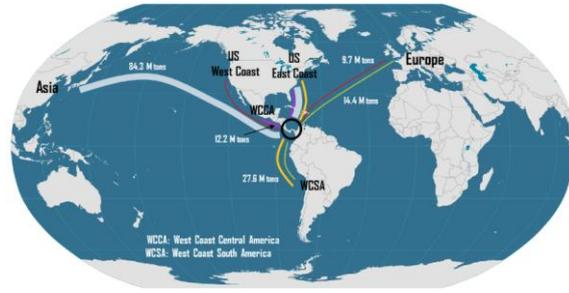 US
West Coast
US
East Coast
9.7 M tons
Europe
84.3 M tons
Asia
14.4 M tons
WCCA
12.2 M tons
27.6 M tons
WCSA
WCCA: West Coast Central America
WCSA: West Coast South America